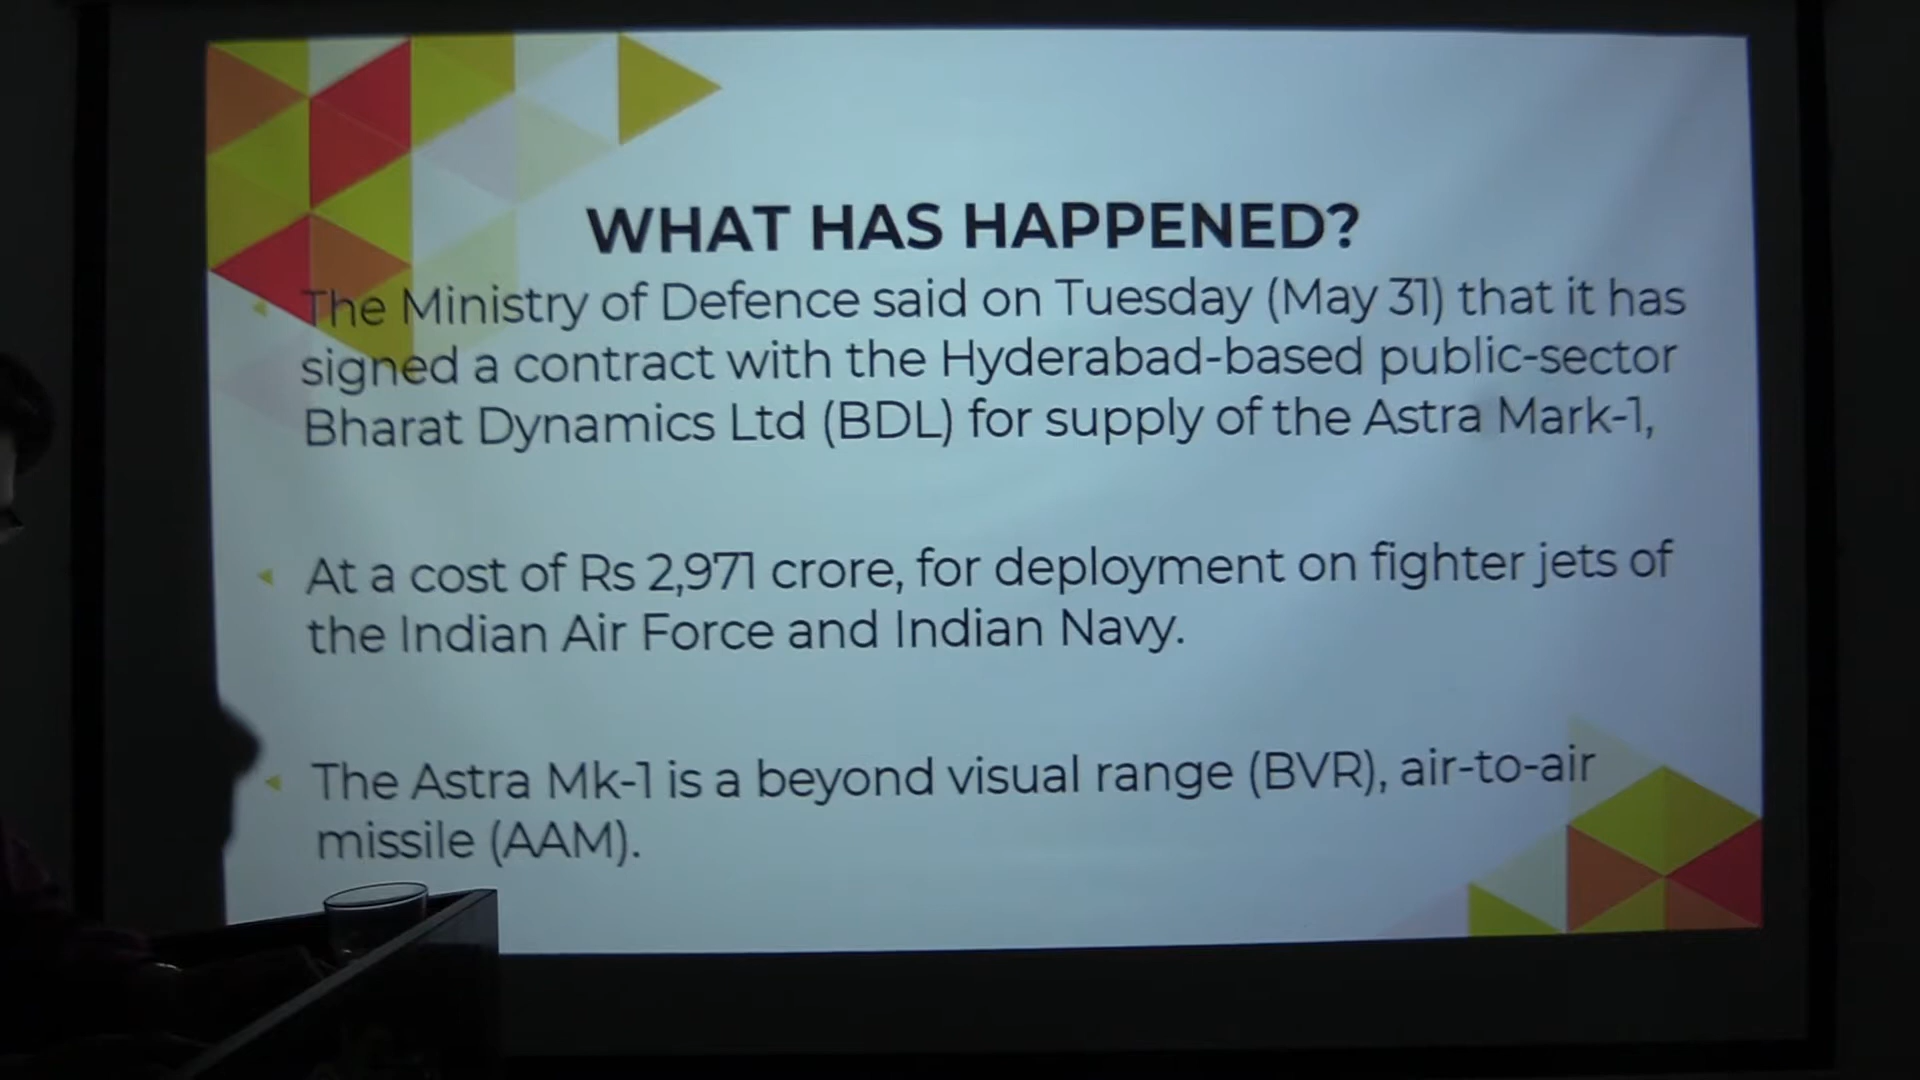 WHAT HAS HAPPENED?
The Ministry of Defence said on Tuesday (May 31) that it has
signed a contract with the Hyderabad-based public-sector
Bharat Dynamics Ltd (BDL) for supply of the Astra Mark-1,
At a cost of Rs 2,971 crore, for deployment on fighter jets of
the Indian Air Force and Indian Navy.
The Astra Mk-1 is a beyond visual range (BVR), air-to-air
missile (AAM).